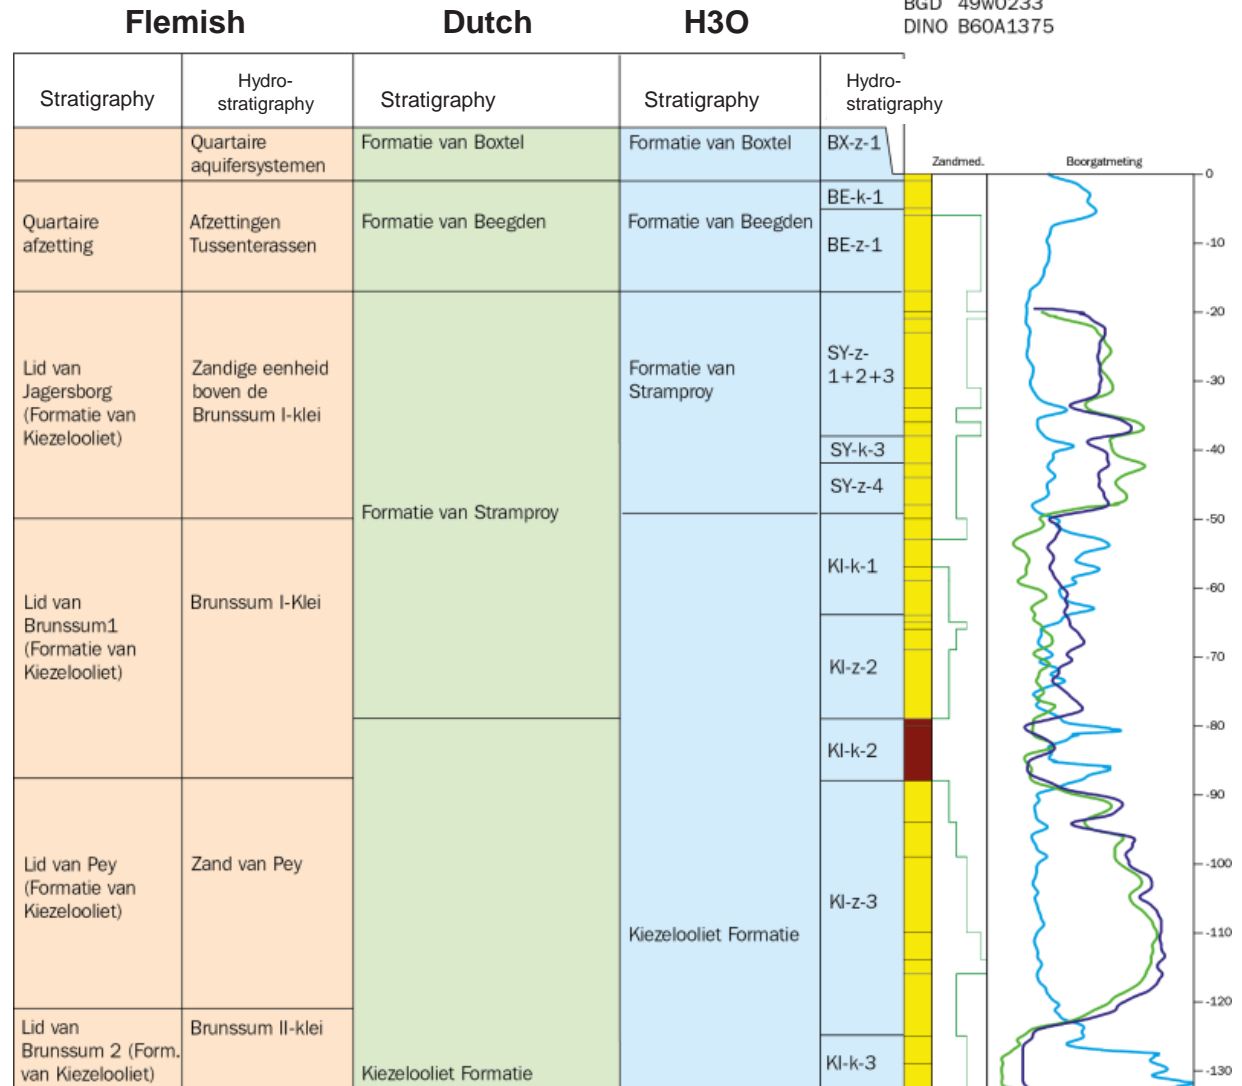 Flemish
Dutch
H3O
BGD 49W0233
DINO B60A1375
Stratigraphy
Hydro-
stratigraphy
Stratigraphy
Stratigraphy
Hydro-
stratigraphy
Quartaire
aquifersystemen
Formatie van Boxtel
Formatie van Boxtel
BX-z-1
Zandmed.
Boorgatmeting
Quartaire
afzetting
Afzettingen
Tussenterassen
Formatie van Beegden
Formatie van Beegden
BE-k-1
BE-z-1
Lid van
Jagersborg
(Formatie van
Kiezelooliet)
Zandige eenheid
boven de
Brunssum I-klei
Formatie van Stramproy
Formatie van
Stramproy
SY-z-
1+2+3
SY-k-3
SY-z-4
Lid van
Brunssum1
(Formatie van
Kiezelooliet)
Brunssum I-Klei
KI-k-1
KI-z-2
KI-k-2
Lid van Pey
(Formatie van
Kiezelooliet)
Zand van Pey
Kiezelooliet Formatie
KI-z-3
Lid van
Brunssum 2 (Form.
van Kiezelooliet)
Brunssum II-klei
Kiezelooliet Formatie
KI-k-3
0
-10
-20
-30
-40
-50
-60
-70
-80
-90
-100
-110
-120
-130